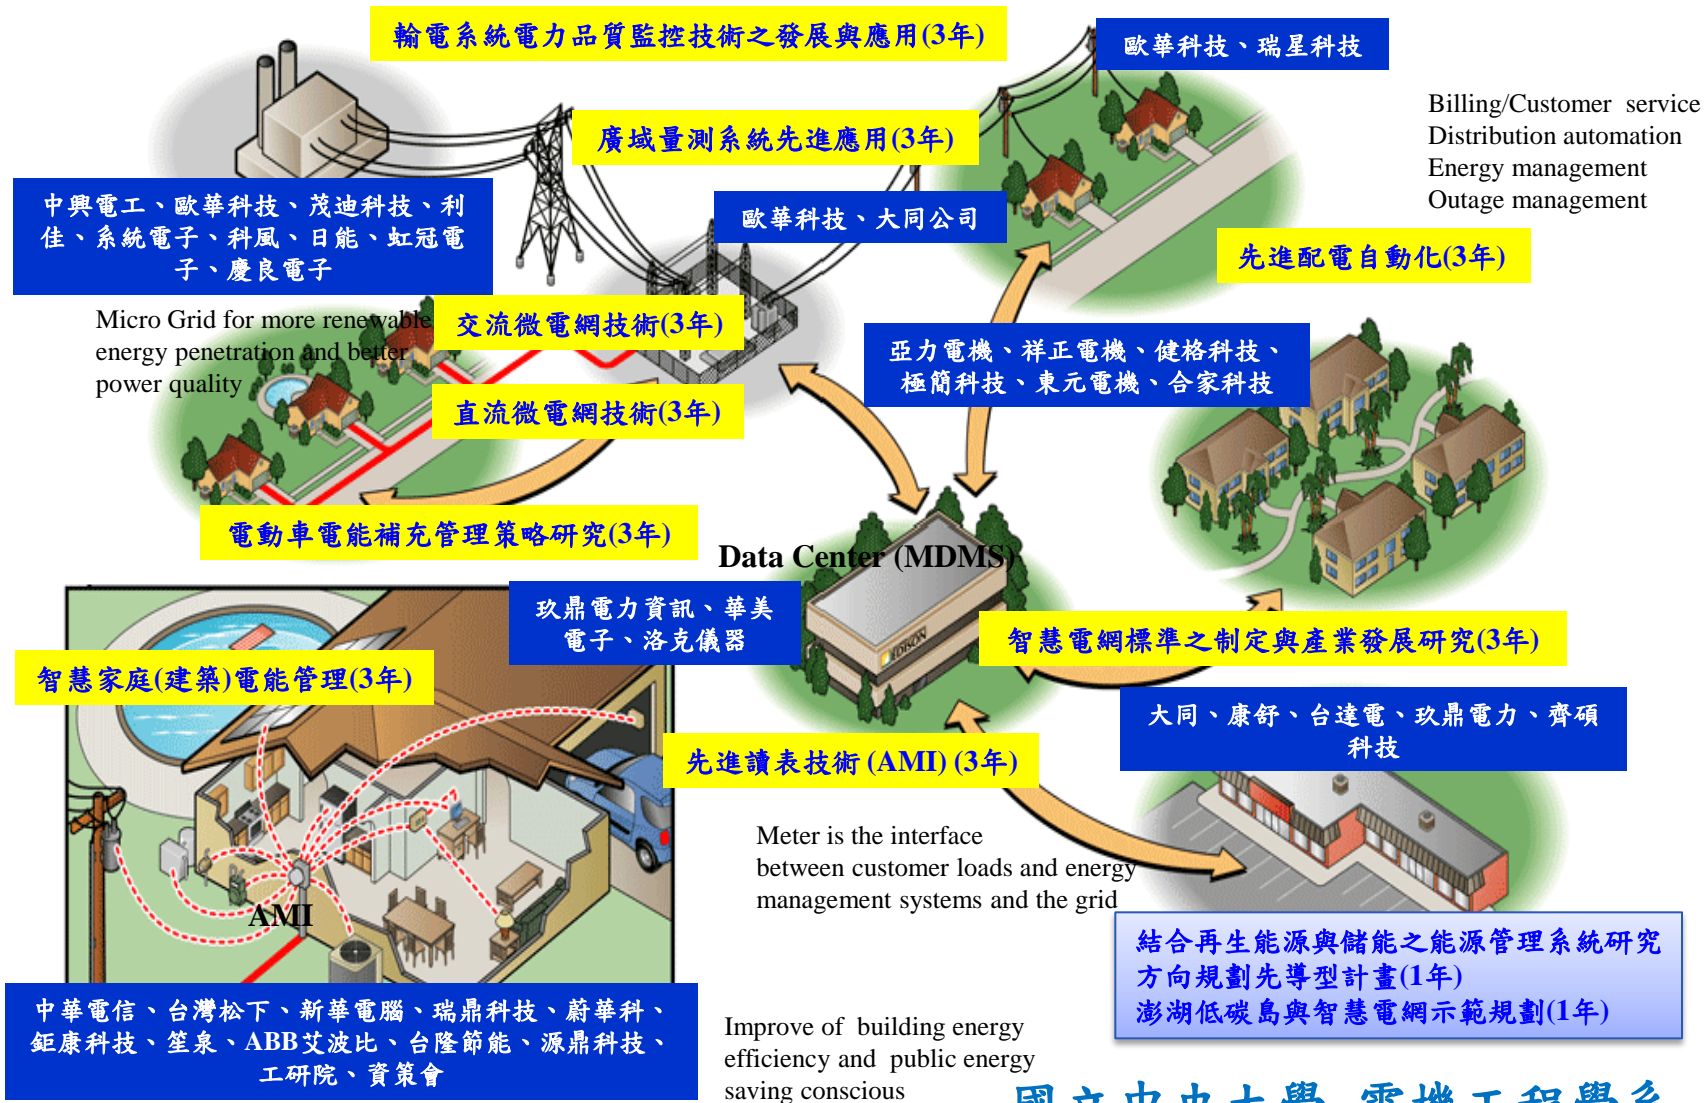 輸電系統電力品質監控技術之發展與應用(3年)
歐華科技、瑞星科技
Billing/Customer service
Distribution automation
Energy management
Outage management
廣域量測系統先進應用(3年)
中興電工、歐華科技、茂迪科技、利
佳、系統電子、科風、日能、虹冠電
子、慶良電子
歐華科技、大同公司
先進配電自動化(3年)
Micro Grid for more renewable
energy penetration and better
power quality
交流微電網技術(3年)
亞力電機、祥正電機、健格科技、
極簡科技、東元電機、合家科技
直流微電網技術(3年)
電動車電能補充管理策略研究(3年)
Data Center (MDMS)
玖鼎電力資訊、華美
電子、洛克儀器
EDISON
智慧電網標準之制定與產業發展研究(3年)
智慧家庭(建築)電能管理(3年)
大同、康舒、台達電、玖鼎電力、齊碩
科技
先進讀表技術 (AMI) (3年)
Meter is the interface
between customer loads and energy
management systems and the grid
AMI
結合再生能源與儲能之能源管理系統研究
方向規劃先導型計畫(1年)
澎湖低碳島與智慧電網示範規劃(1年)
中華電信、台灣松下、新華電腦、瑞鼎科技、蔚華科、
鉅康科技、笙泉、ABB艾波比、台隆節能、源鼎科技、
工研院、資策會
Improve of building energy
efficiency and public energy
saving conscious
國立中央大學 電機工程學系